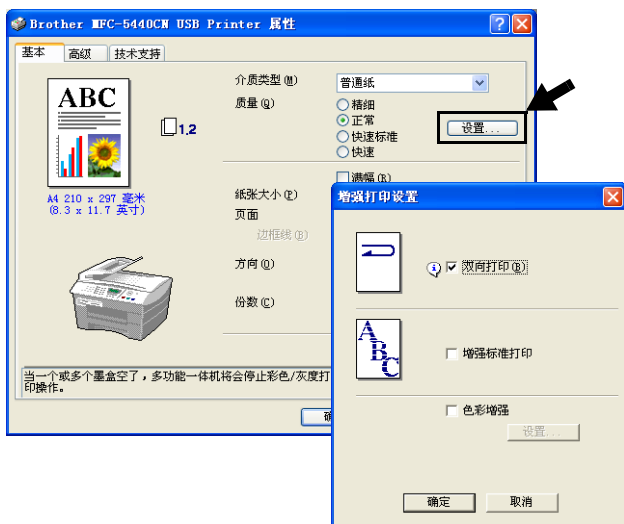 Brother MFC-5440CN USB Printer 属性
基本 高级 技术支持
ABC
1,2
A4 210 x 297 毫米
(8.3 x 11.7 英寸)
介质类型(M) 普通纸
质量(Q)
精细
正常
快速标准
快速
设置...
满幅(R)
纸张大小(P)
页面
边框线(B)
方向(O)
份数(C)
当一个或多个墨盒空了，多功能一体机将会停止彩色/灰度打
印操作。
增强打印设置
双向打印(B)
ABC
增强标准打印
色彩增强
设置...
确定 取消